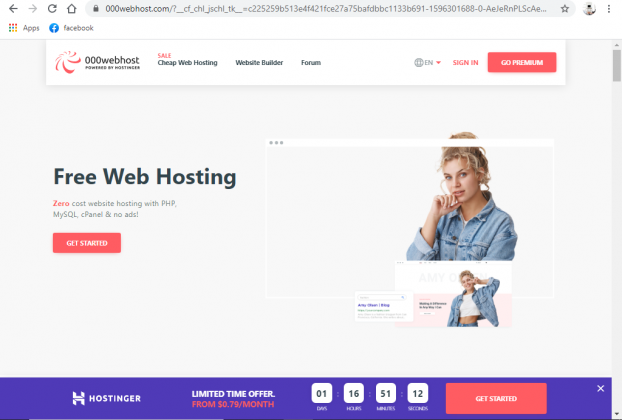 000webhost.com/?__cf_chl_jschl_tk__=c225259b513e4f421fce27a75bafdbbc1133b691-1596301688-0-AeJeRnPLScAe...
Apps
facebook
000webhost
POWERED BY HOSTINGER
SALE
Cheap Web Hosting
Website Builder
Forum
EN
SIGN IN
GO PREMIUM
Free Web Hosting
Zero cost website hosting with PHP,
MySQL, cPanel & no ads!
GET STARTED
AMY OLSEN
Amy Olsen | Blog
HOSTINGER
LIMITED TIME OFFER.
FROM $0.79/MONTH
01 : 16 : 51 : 12
DAYS HOURS MINUTES SECONDS
GET STARTED